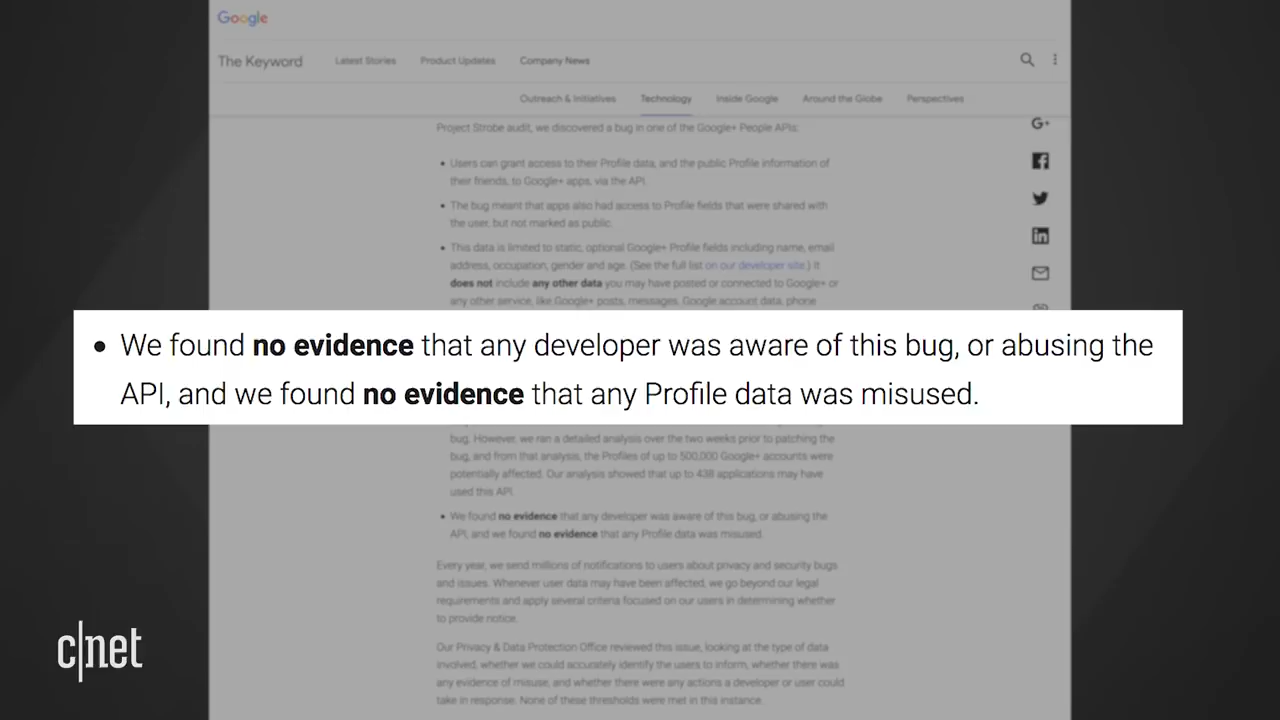 Google
The Keyword Latest Stories Product Updates Company News
Outreach & Initiatives Technology Inside Google Around the Globe Perspectives
Project Strobe audit, we discovered a bug in one of the Google+ People APIs:
• Users can grant access to their Profile data, and the public Profile information of
their friends, to Google+ apps, via the API.
• The bug meant that apps also had access to Profile fields that were shared with
the user, but not marked as public.
• This data is limited to static, optional Google+ Profile fields including name, email
address, occupation, gender and age. (See the full list on our developer site.) It
does not include any other data you may have posted or connected to Google+ or
any other service, like Google+ posts, messages, Google account data, phone
• We found no evidence that any developer was aware of this bug, or abusing the
API, and we found no evidence that any Profile data was misused.
bug. However, we ran a detailed analysis over the two weeks prior to patching the
bug, and from that analysis, the Profiles of up to 500,000 Google+ accounts were
potentially affected. Our analysis showed that up to 438 applications may have
used this API.
• We found no evidence that any developer was aware of this bug, or abusing the
API, and we found no evidence that any Profile data was misused.
Every year, we send millions of notifications to users about privacy and security bugs
and issues. Whenever user data may have been affected, we go beyond our legal
requirements and apply several criteria focused on our users in determining whether
to provide notice.
Our Privacy & Data Protection Office reviewed this issue, looking at the type of data
involved, whether we could accurately identify the users to inform, whether there was
any evidence of misuse, and whether there were any actions a developer or user could
take in response. None of these thresholds were met in this instance.
G+
in
c|net